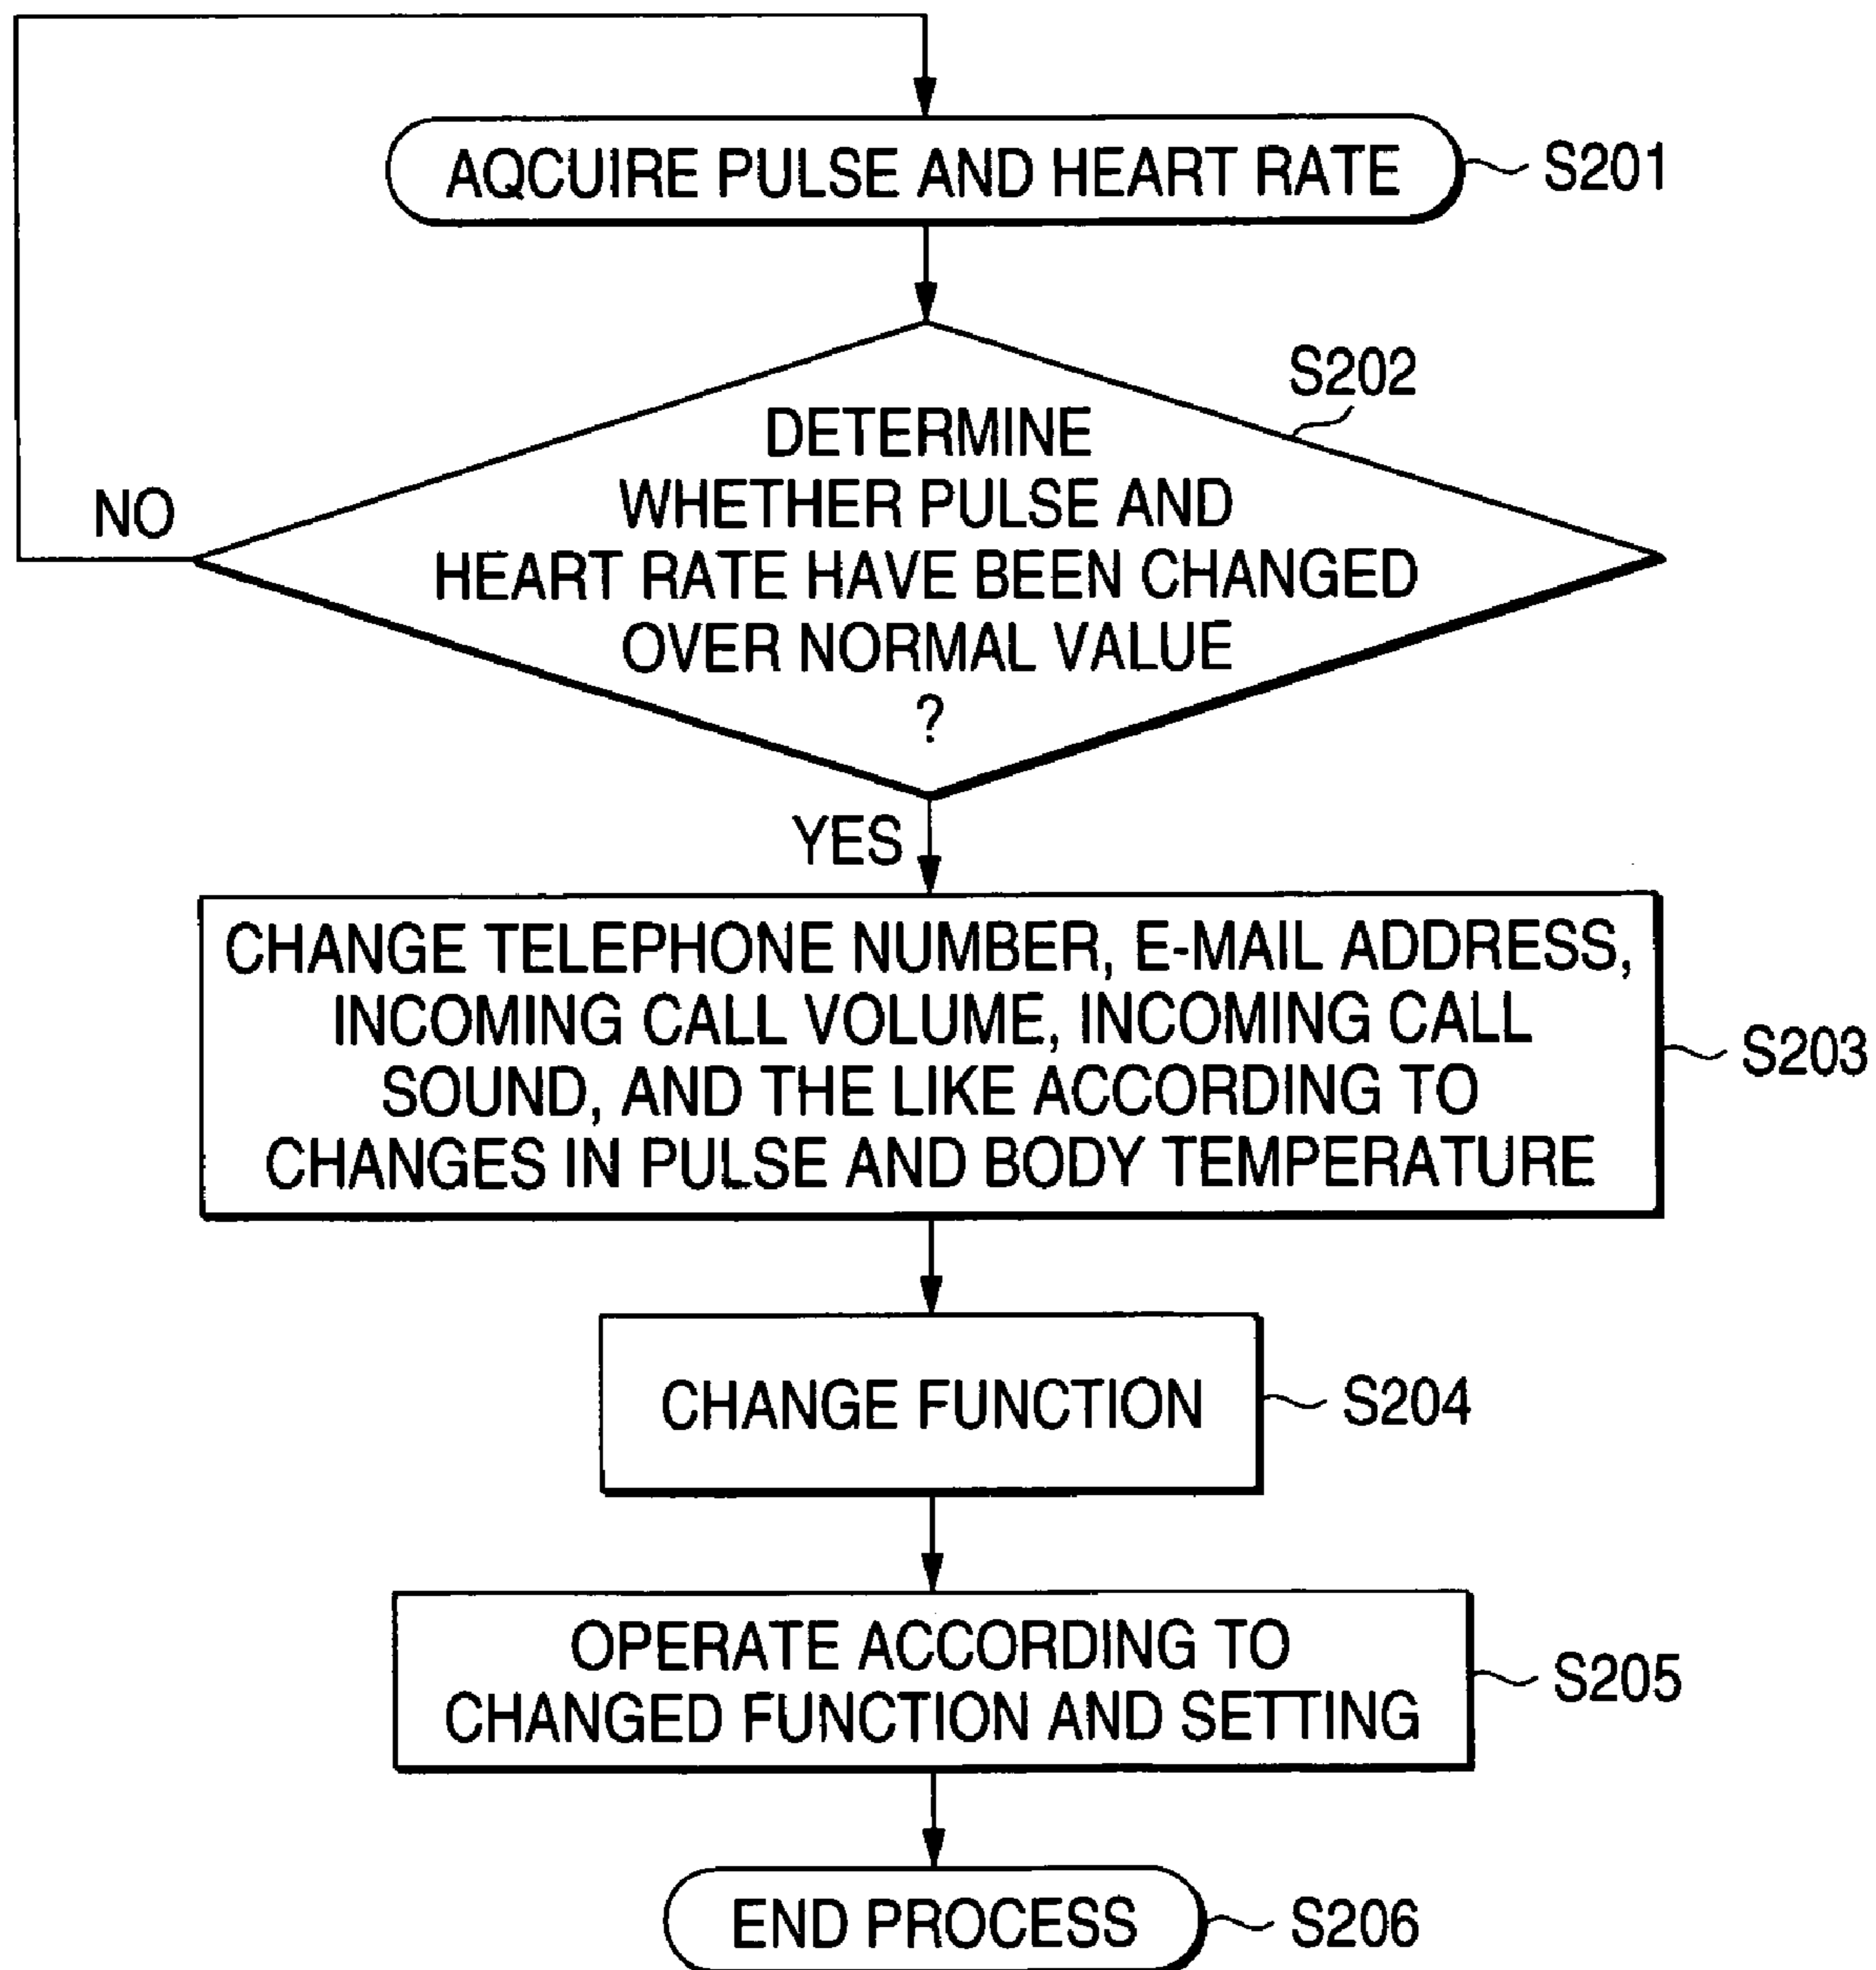 AQCUIRE PULSE AND HEART RATE
S201
S202
DETERMINE
WHETHER PULSE AND
HEART RATE HAVE BEEN CHANGED
OVER NORMAL VALUE
?
NO
YES
CHANGE TELEPHONE NUMBER, E-MAIL ADDRESS,
INCOMING CALL VOLUME, INCOMING CALL
SOUND, AND THE LIKE ACCORDING TO
CHANGES IN PULSE AND BODY TEMPERATURE
S203
CHANGE FUNCTION
S204
OPERATE ACCORDING TO
CHANGED FUNCTION AND SETTING
S205
END PROCESS
S206